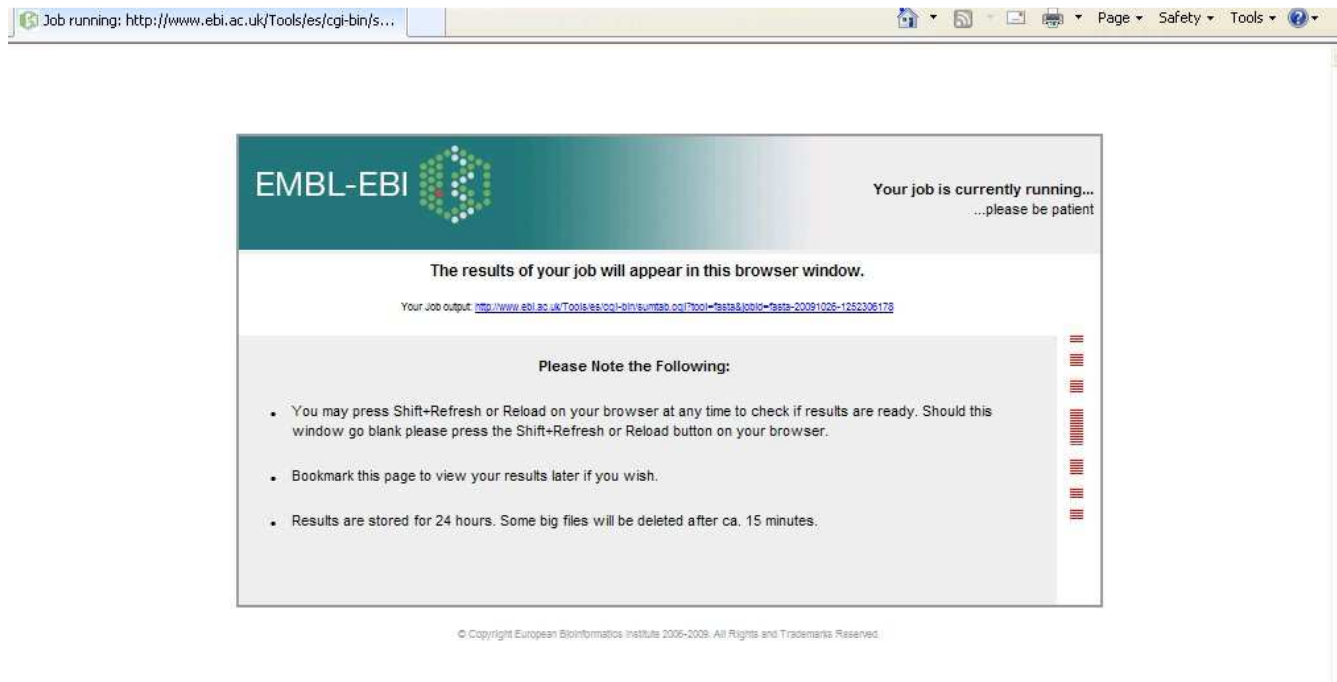 Job running: http://www.ebi.ac.uk/Tools/es/cgi-bin/s...
Page Safety Tools
EMBL-EBI
Your job is currently running...
...please be patient
The results of your job will appear in this browser window.
Your Job output: http://www.ebi.ac.uk/Tools/es/cgi-bin/sumtab.cgi?tool=fasta&jobid=fasta-20091026-1252306178
Please Note the Following:
• You may press Shift+Refresh or Reload on your browser at any time to check if results are ready. Should this
window go blank please press the Shift+Refresh or Reload button on your browser.
• Bookmark this page to view your results later if you wish.
• Results are stored for 24 hours. Some big files will be deleted after ca. 15 minutes.
© Copyright European Bioinformatics Institute 2006-2009. All Rights and Trademarks Reserved.